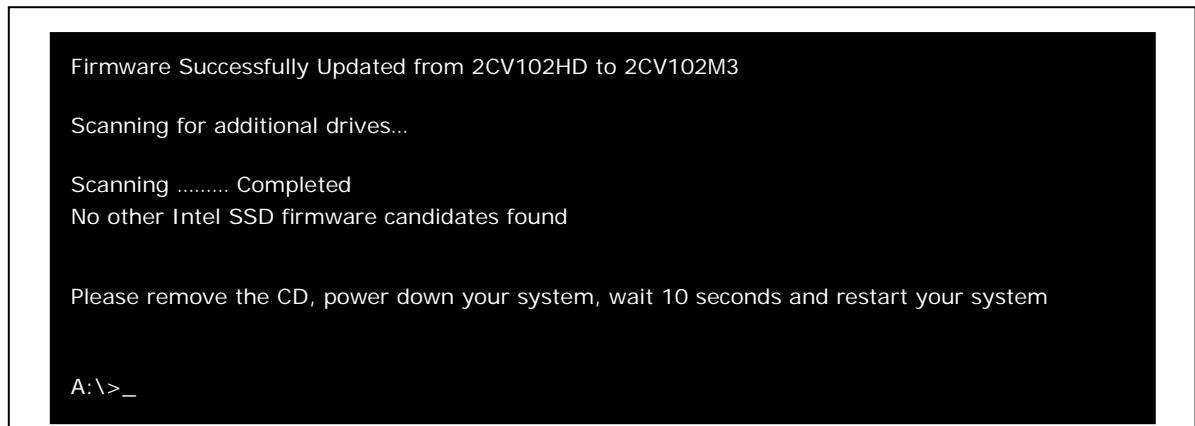 Firmware Successfully Updated from 2CV102HD to 2CV102M3
Scanning for additional drives...
Scanning ......... Completed
No other Intel SSD firmware candidates found
Please remove the CD, power down your system, wait 10 seconds and restart your system
A:\>_